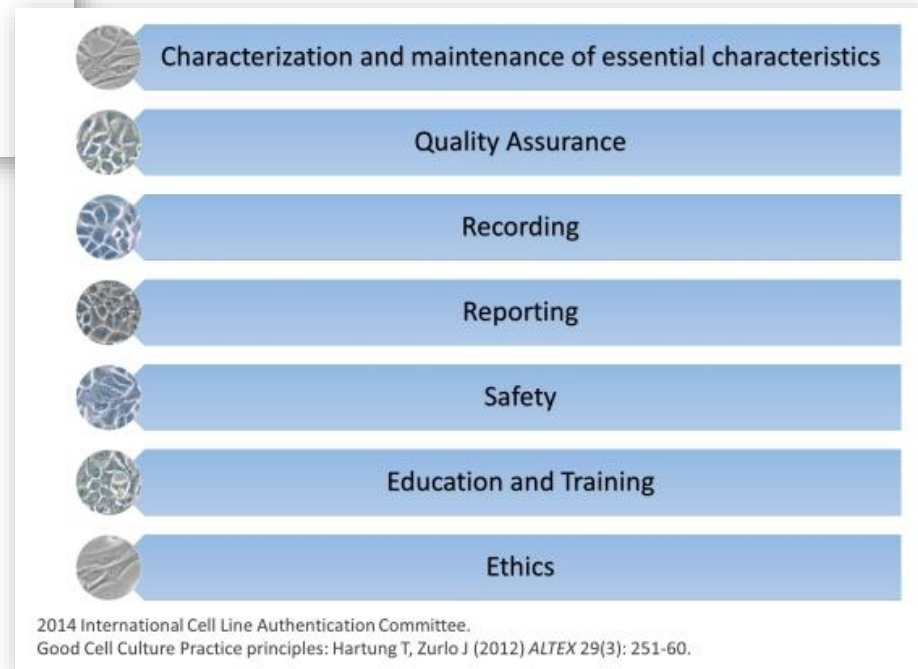 Characterization and maintenance of essential characteristics
Quality Assurance
Recording
Reporting
Safety
Education and Training
Ethics
2014 International Cell Line Authentication Committee.
Good Cell Culture Practice principles: Hartung T, Zurlo J (2012) ALTEX 29(3): 251-60.